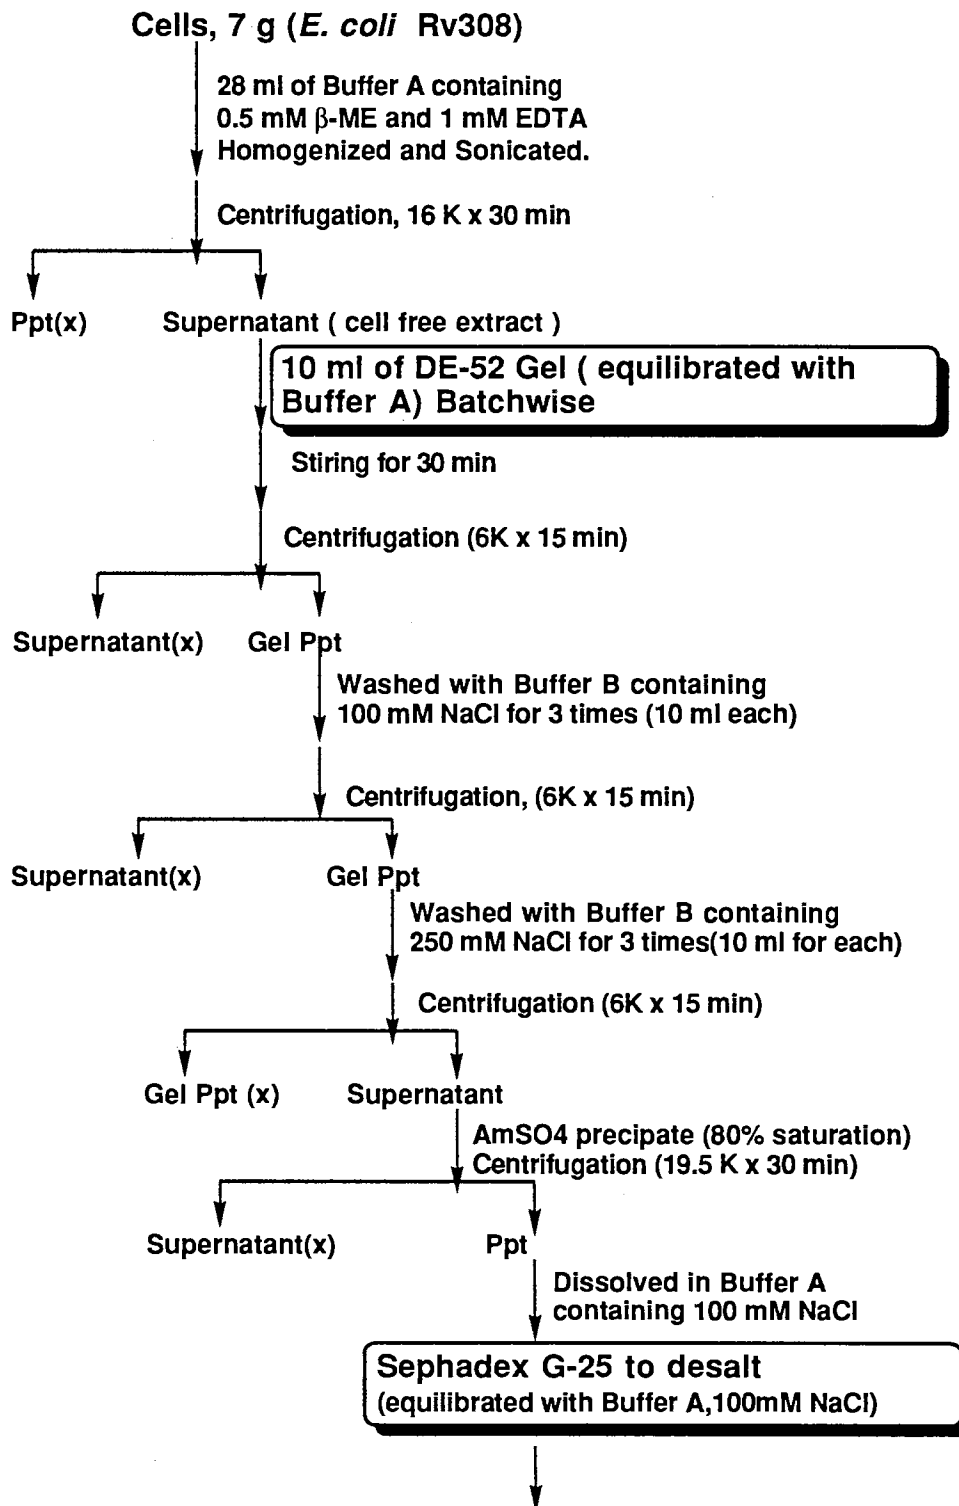 Cells, 7 g (E. coli Rv308)
28 ml of Buffer A containing
0.5 mM β-ME and 1 mM EDTA
Homogenized and Sonicated.
Centrifugation, 16 K x 30 min
Ppt(x) Supernatant ( cell free extract )
10 ml of DE-52 Gel ( equilibrated with
Buffer A) Batchwise
Stiring for 30 min
Centrifugation (6K x 15 min)
Supernatant(x) Gel Ppt
Washed with Buffer B containing
100 mM NaCl for 3 times (10 ml each)
Centrifugation, (6K x 15 min)
Supernatant(x) Gel Ppt
Washed with Buffer B containing
250 mM NaCl for 3 times(10 ml for each)
Centrifugation (6K x 15 min)
Gel Ppt (x) Supernatant
AmSO4 precipate (80% saturation)
Centrifugation (19.5 K x 30 min)
Supernatant(x) Ppt
Dissolved in Buffer A
containing 100 mM NaCl
Sephadex G-25 to desalt
(equilibrated with Buffer A,100mM NaCl)